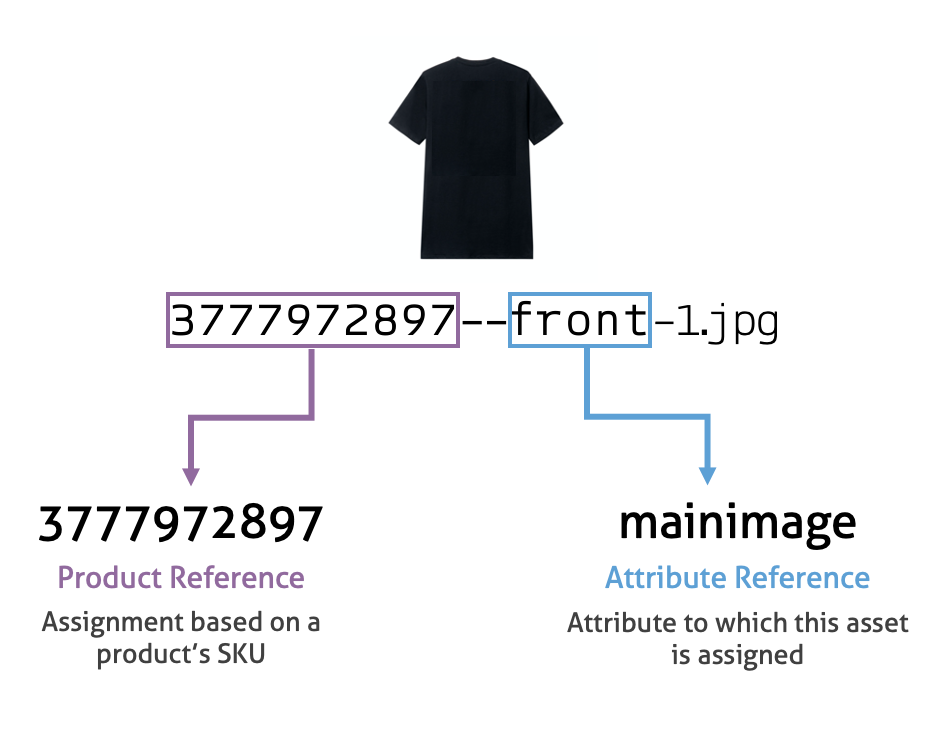 3777972897--front-1.jpg
3777972897
Product Reference
Assignment based on a
product's SKU
mainimage
Attribute Reference
Attribute to which this asset
is assigned